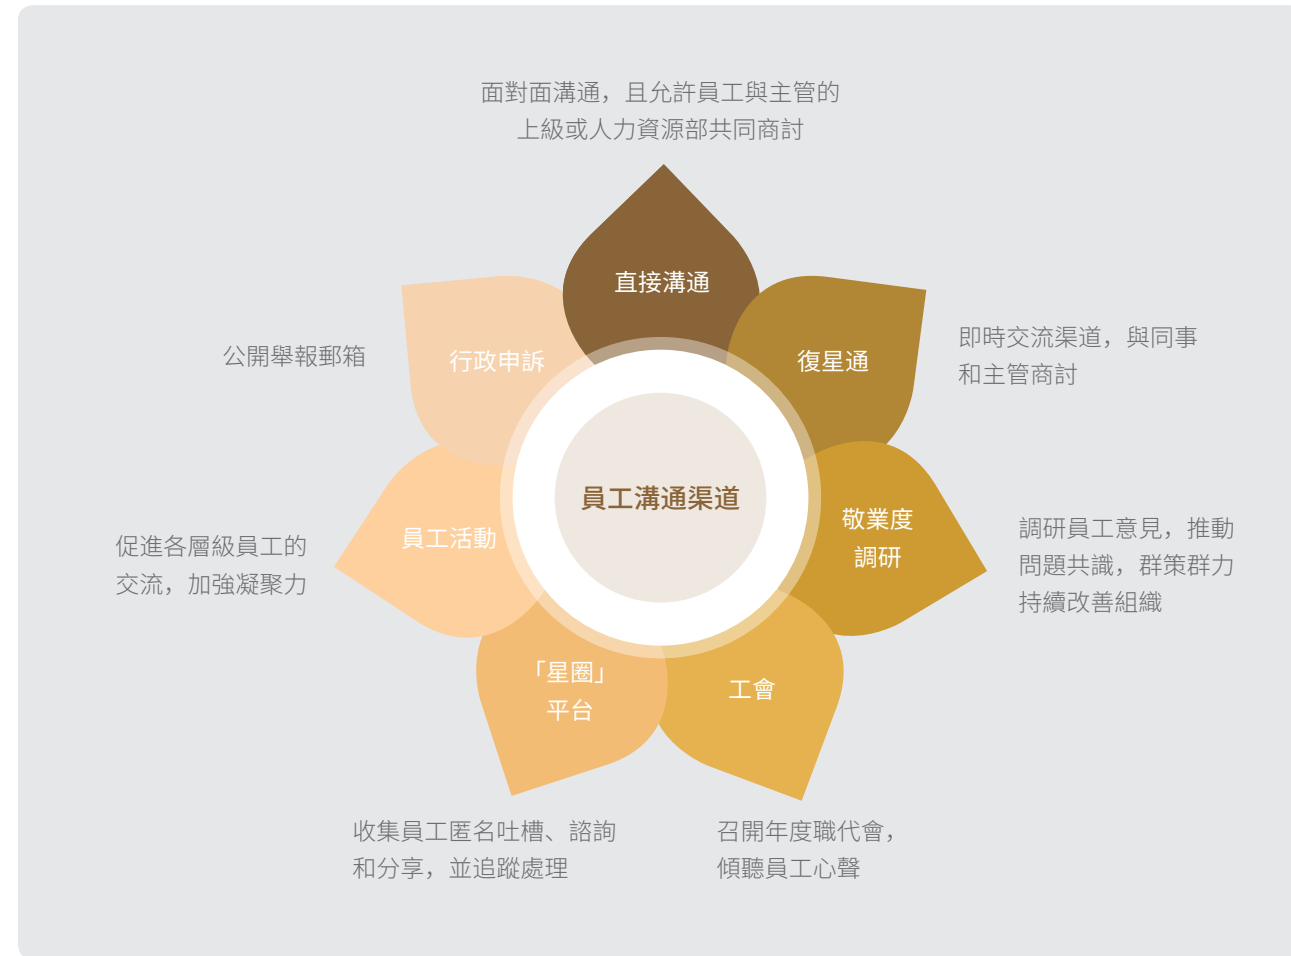 面對面溝通，且允許員工與主管的
上級或人力資源部共同商討
直接溝通
復星通
即時交流渠道，與同事
和主管商討
敬業度
調研
調研員工意見，推動
問題共識，群策群力
持續改善組織
工會
召開年度職代會，
傾聽員工心聲
「星圈」
平台
收集員工匿名吐槽、諮詢
和分享，並追蹤處理
員工活動
促進各層級員工的
交流，加強凝聚力
行政申訴
公開舉報郵箱
員工溝通渠道